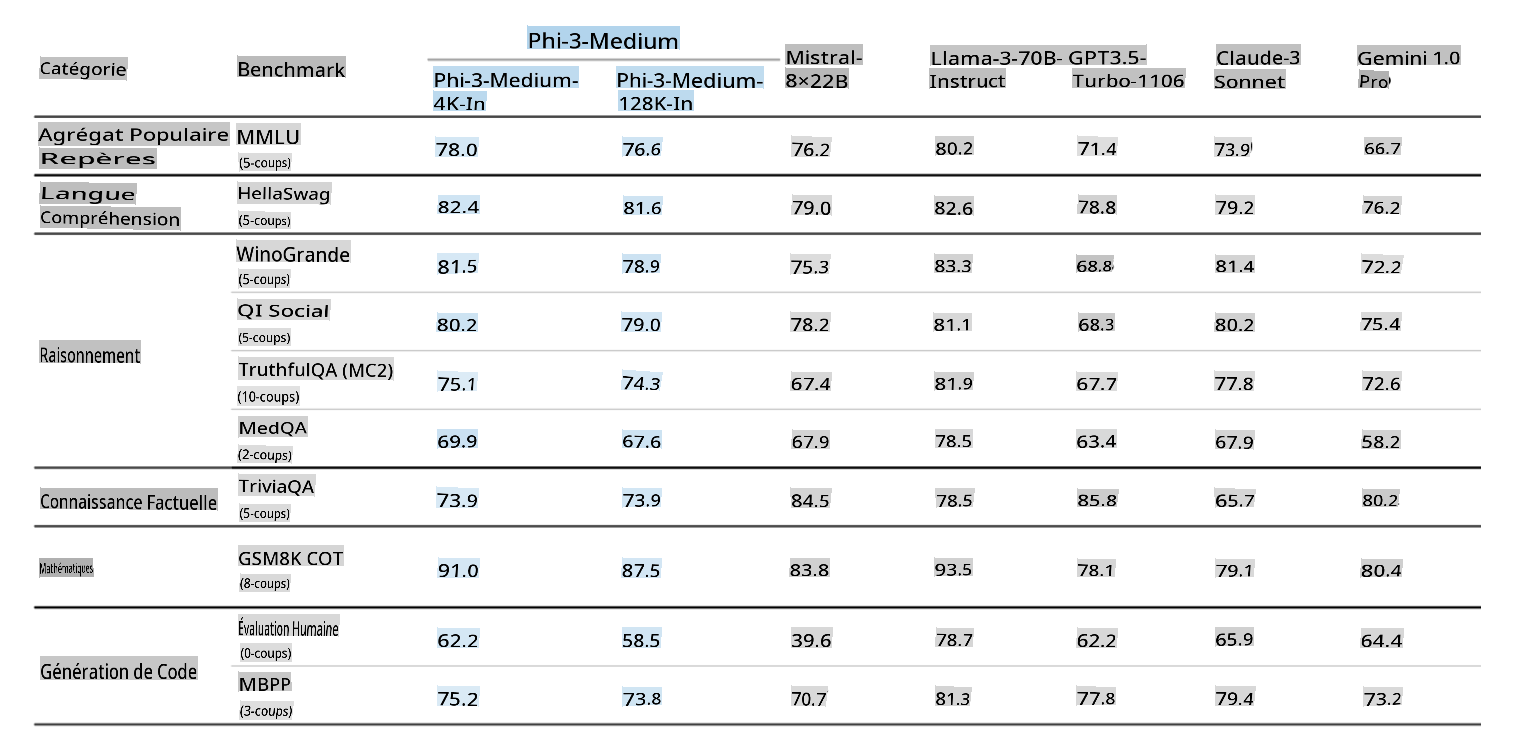 Phi-3-Medium
Catégorie Benchmark Phi-3-Medium-4K-In Phi-3-Medium-128K-In Mistral-8×22B Llama-3-70B-Instruct GPT3.5-Turbo-1106 Claude-3 Sonnet Gemini 1.0 Pro
Agrégat Populaire Repères MMLU (5-coups) 78.0 76.6 76.2 80.2 71.4 73.9 66.7
Langue Compréhension HellaSwag (5-coups) 82.4 81.6 79.0 82.6 78.8 79.2 76.2
Raisonnement WinoGrande (5-coups) 81.5 78.9 75.3 83.3 68.8 81.4 72.2
QI Social (5-coups) 80.2 79.0 78.2 81.1 68.3 80.2 75.4
TruthfulQA (MC2) (10-coups) 75.1 74.3 67.4 81.9 67.7 77.8 72.6
MedQA (2-coups) 69.9 67.6 67.9 78.5 63.4 67.9 58.2
Connaissance Factuelle TriviaQA (5-coups) 73.9 73.9 84.5 78.5 85.8 65.7 80.2
Mathématiques GSM8K COT (8-coups) 91.0 87.5 83.8 93.5 78.1 79.1 80.4
Génération de Code Évaluation Humaine (0-coups) 62.2 58.5 39.6 78.7 62.2 65.9 64.4
MBPP (3-coups) 75.2 73.8 70.7 81.3 77.8 79.4 73.2